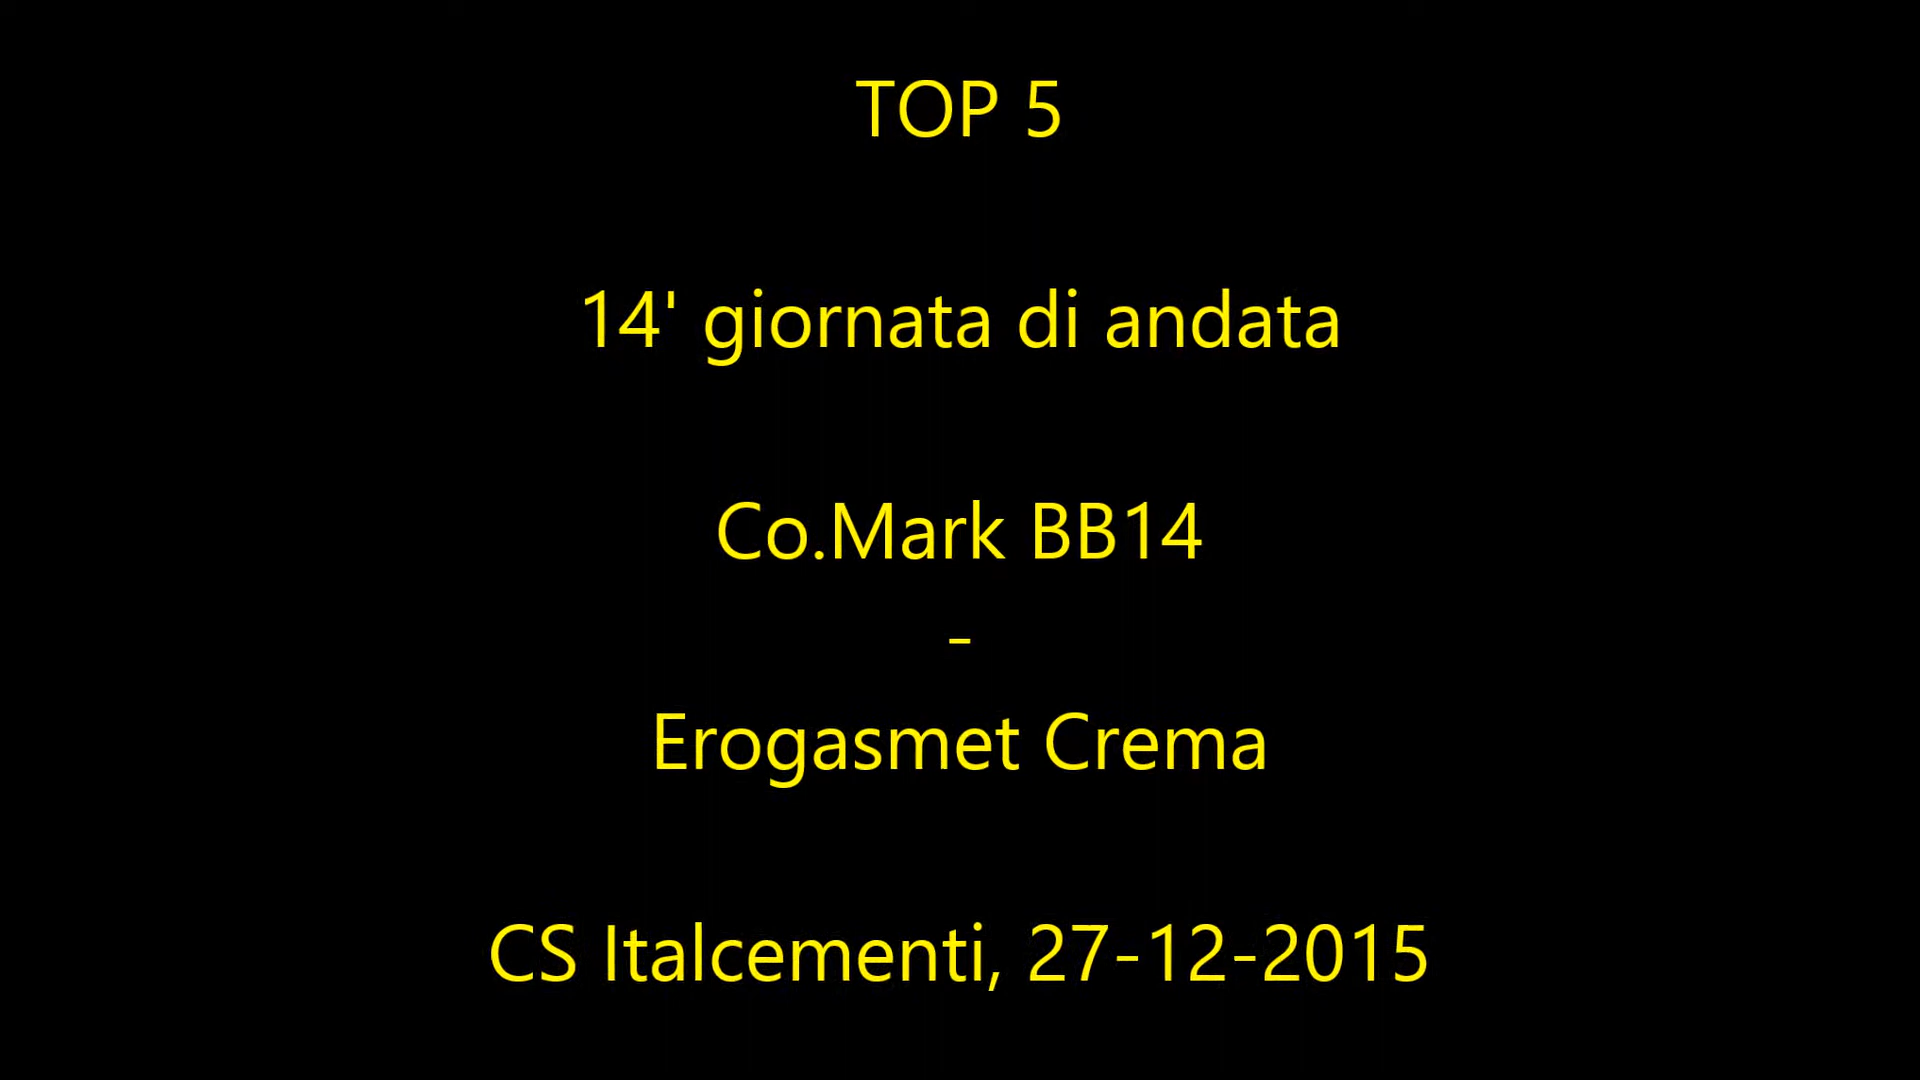 TOP 5
14' giornata di andata
Co.Mark BB14
-
Erogasmet Crema
CS Italcementi, 27-12-2015